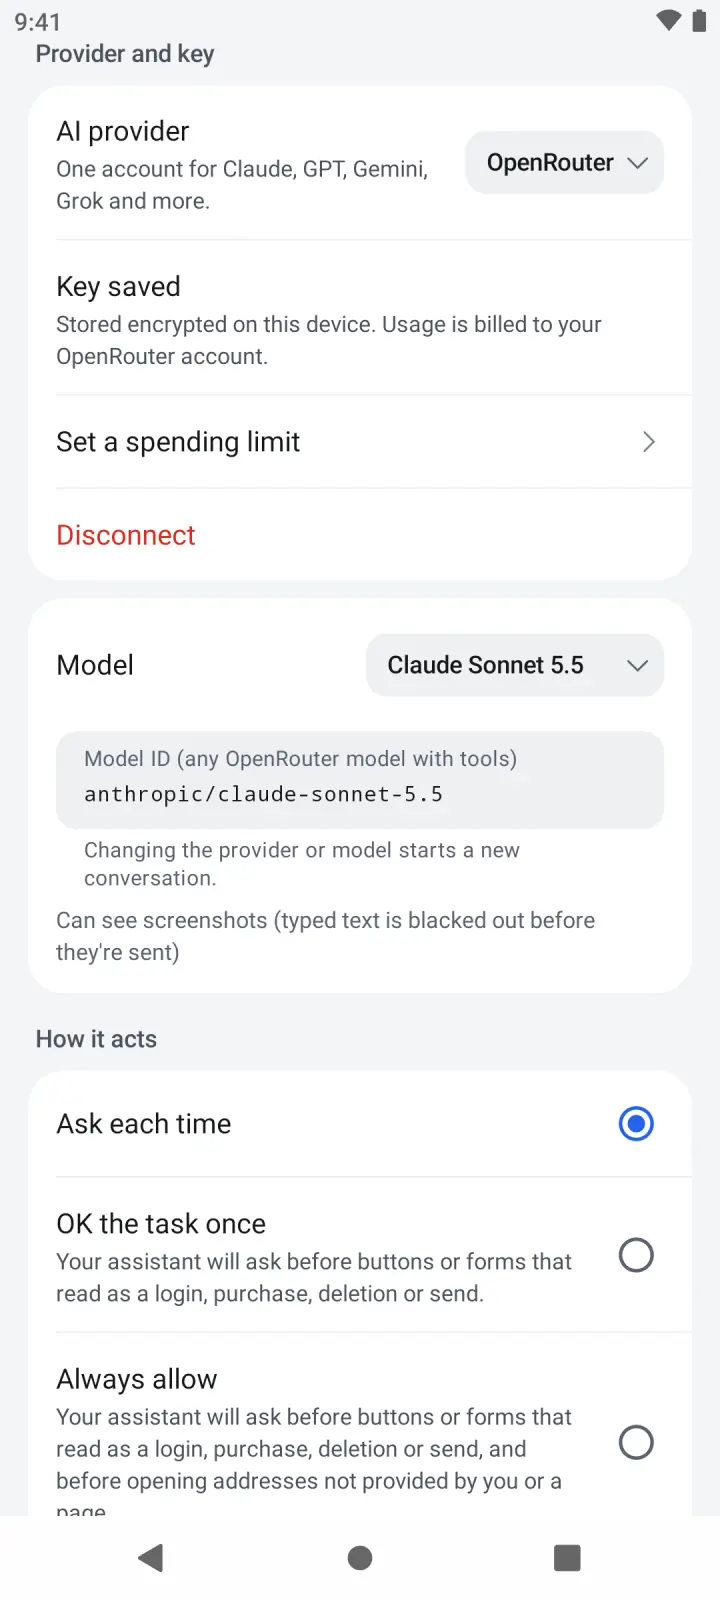 9:41
Provider and key
AI provider
One account for Claude, GPT, Gemini,
Grok and more.
OpenRouter
Key saved
Stored encrypted on this device. Usage is billed to your
OpenRouter account.
Set a spending limit
Disconnect
Model
Claude Sonnet 5.5
Model ID (any OpenRouter model with tools)
anthropic/claude-sonnet-5.5
Changing the provider or model starts a new
conversation.
Can see screenshots (typed text is blacked out before
they're sent)
How it acts
Ask each time
OK the task once
Your assistant will ask before buttons or forms that
read as a login, purchase, deletion or send.
Always allow
Your assistant will ask before buttons or forms that
read as a login, purchase, deletion or send, and
before opening addresses not provided by you or a
page